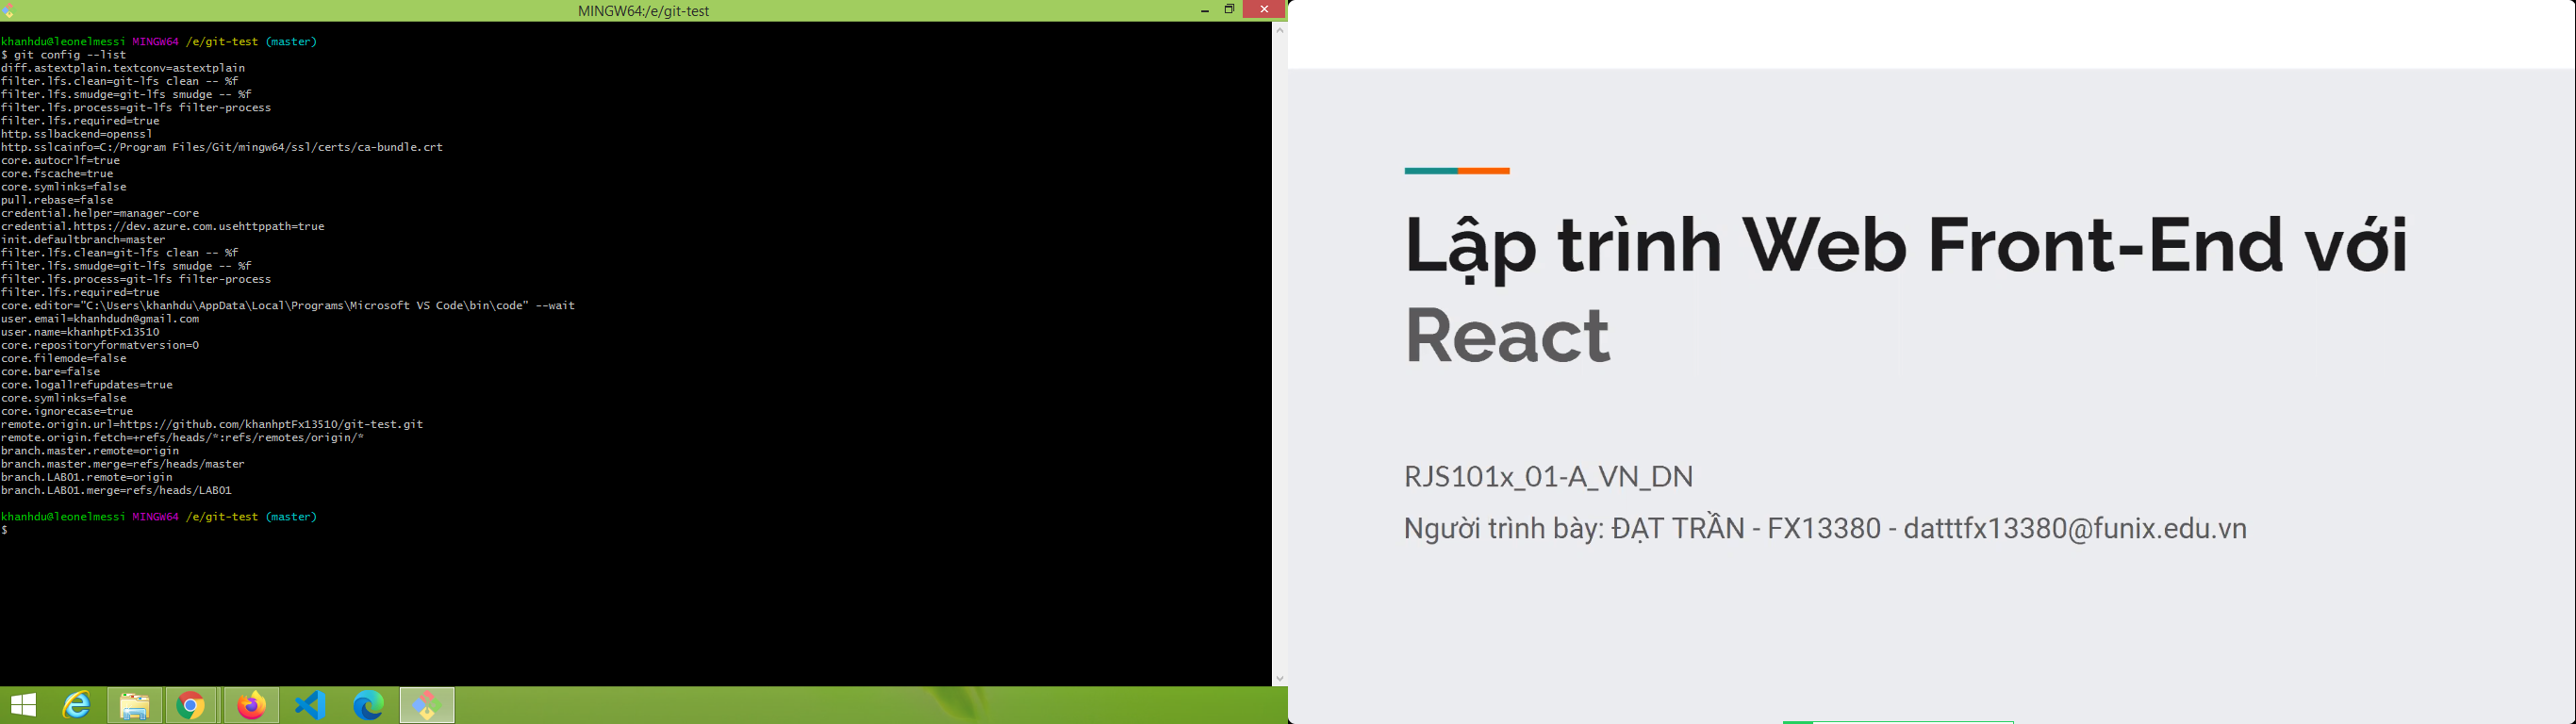 MINGW64:/e/git-test
khanhdu@leonelmessi MINGW64 /e/git-test (master)
$ git config --list
diff.astextplain.textconv=astextplain
filter.lfs.clean=git-lfs clean -- %f
filter.lfs.smudge=git-lfs smudge -- %f
filter.lfs.process=git-lfs filter-process
filter.lfs.required=true
http.sslbackend=openssl
http.sslcainfo=C:/Program Files/Git/mingw64/ssl/certs/ca-bundle.crt
core.autocrlf=true
core.fscache=true
core.symlinks=false
pull.rebase=false
credential.helper=manager-core
credential.https://dev.azure.com.usehttppath=true
init.defaultbranch=master
filter.lfs.clean=git-lfs clean -- %f
filter.lfs.smudge=git-lfs smudge -- %f
filter.lfs.process=git-lfs filter-process
filter.lfs.required=true
core.editor="C:\Users\khanhdu\AppData\Local\Programs\Microsoft VS Code\bin\code" --wait
user.email=khanhdudn@gmail.com
user.name=khanhptFx13510
core.repositoryformatversion=0
core.filemode=false
core.bare=false
core.logallrefupdates=true
core.symlinks=false
core.ignorecase=true
remote.origin.url=https://github.com/khanhptFx13510/git-test.git
remote.origin.fetch=+refs/heads/*:refs/remotes/origin/*
branch.master.remote=origin
branch.master.merge=refs/heads/master
branch.LAB01.remote=origin
branch.LAB01.merge=refs/heads/LAB01
khanhdu@leonelmessi MINGW64 /e/git-test (master)
$
Lập trình Web Front-End với
React
RJS101x_01-A_VN_DN
Người trình bày: ĐẠT TRẦN - FX13380 - datttfx13380@funix.edu.vn